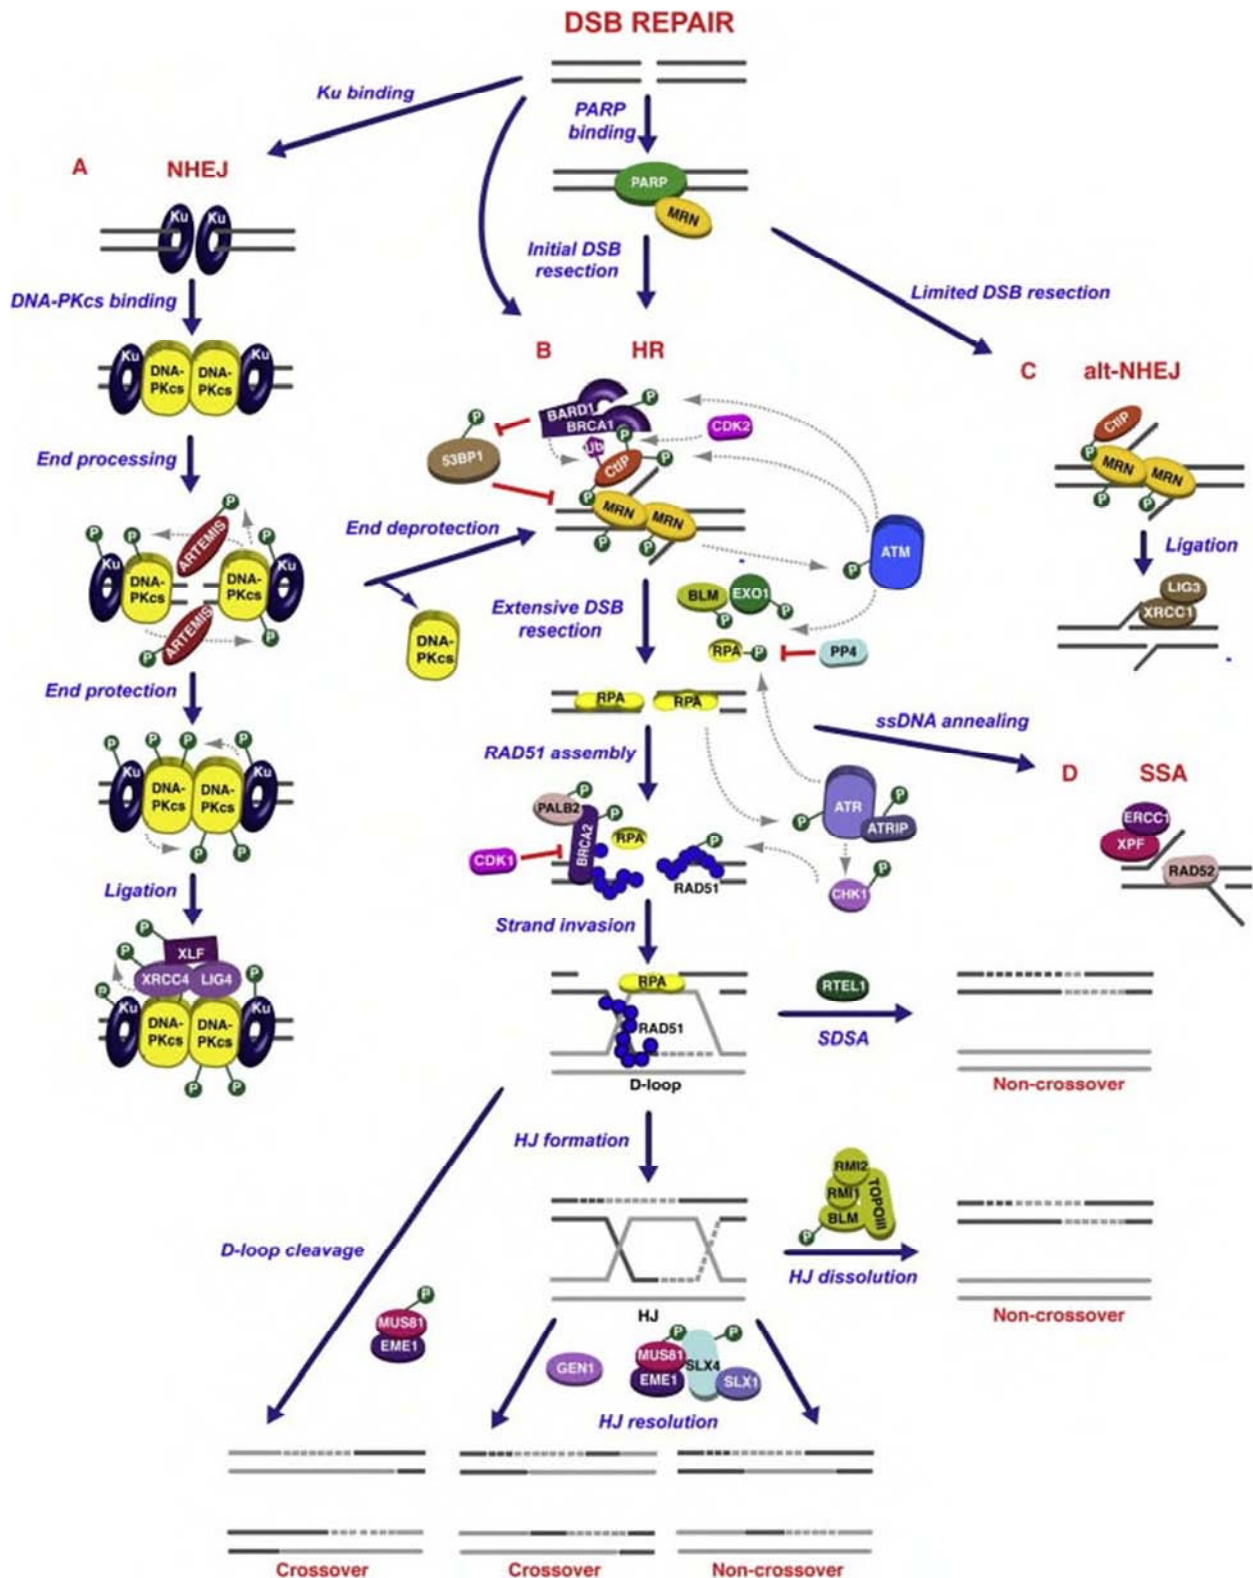 DSB REPAIR
Ku binding
PARP
binding
A
NHEJ
PARP
MRN
Ku
Ku
Initial DSB
resection
Limited DSB resection
DNA-PKcs binding
B
HR
C
alt-NHEJ
Ku
DNA-
PKcs
DNA-
PKcs
Ku
P
P
BARD1
BRCA1
CDK2
P
Ub
53BP1
CtIP
P
P
MRN
MRN
P
P
CtIP
P
MRN
MRN
P
P
End processing
End deprotection
ATM
P
Ligation
P
P
P
ARTEMIS
Ku
DNA-
PKcs
DNA-
PKcs
P
Ku
ARTEMIS
P
P
DNA-
PKcs
Extensive DSB
resection
BLM
P
EXO1
P
RPA
P
PP4
LIG3
XRCC1
End protection
RPA
RPA
ssDNA annealing
RAD51 assembly
D
SSA
P
P
P
P
Ku
DNA-
PKcs
DNA-
PKcs
Ku
P
P
PALB2
P
P
BRCA2
RPA
CDK1
P
RAD51
ATR
P
P
ATRIP
CHK1
P
ERCC1
XPF
RAD52
Ligation
Strand invasion
P
XLF
P
XRCC4
LIG4
P
P
Ku
DNA-
PKcs
DNA-
PKcs
Ku
P
P
RPA
RAD51
D-loop
RTEL1
SDSA
Non-crossover
HJ formation
RMI2
RMI1
BLM
TOPOIII
P
D-loop cleavage
HJ dissolution
HJ
Non-crossover
P
MUS81
EME1
GEN1
P
P
MUS81
EME1
SLX4
SLX1
HJ resolution
Crossover
Crossover
Non-crossover